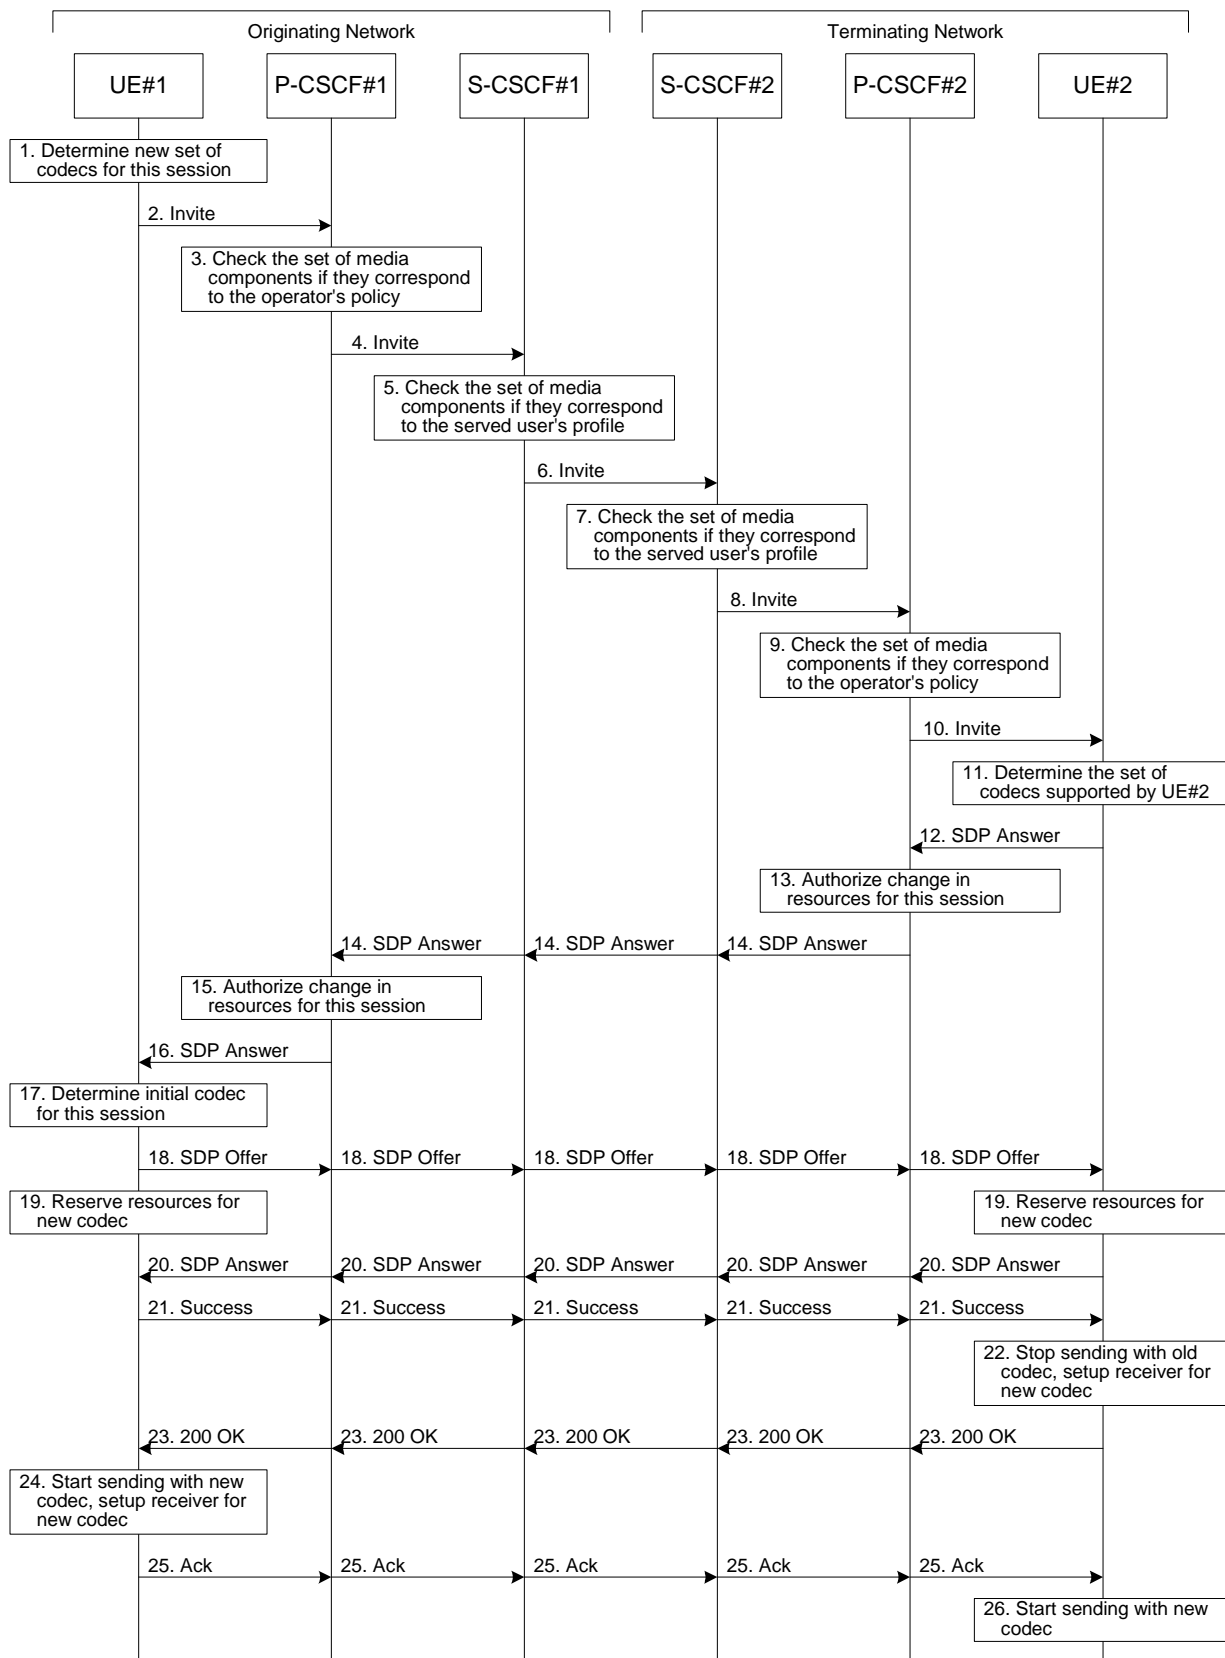 Originating Network
Terminating Network
UE#1
P-CSCF#1
S-CSCF#1
S-CSCF#2
P-CSCF#2
UE#2
1. Determine new set of
codecs for this session
2. Invite
3. Check the set of media
components if they correspond
to the operator's policy
4. Invite
5. Check the set of media
components if they correspond
to the served user's profile
6. Invite
7. Check the set of media
components if they correspond
to the served user's profile
8. Invite
9. Check the set of media
components if they correspond
to the operator's policy
10. Invite
11. Determine the set of
codecs supported by UE#2
12. SDP Answer
13. Authorize change in
resources for this session
14. SDP Answer
14. SDP Answer
14. SDP Answer
15. Authorize change in
resources for this session
16. SDP Answer
17. Determine initial codec
for this session
18. SDP Offer
18. SDP Offer
18. SDP Offer
18. SDP Offer
18. SDP Offer
19. Reserve resources for
new codec
19. Reserve resources for
new codec
20. SDP Answer
20. SDP Answer
20. SDP Answer
20. SDP Answer
20. SDP Answer
21. Success
21. Success
21. Success
21. Success
21. Success
22. Stop sending with old
codec, setup receiver for
new codec
23. 200 OK
23. 200 OK
23. 200 OK
23. 200 OK
23. 200 OK
24. Start sending with new
codec, setup receiver for
new codec
25. Ack
25. Ack
25. Ack
25. Ack
25. Ack
26. Start sending with new
codec